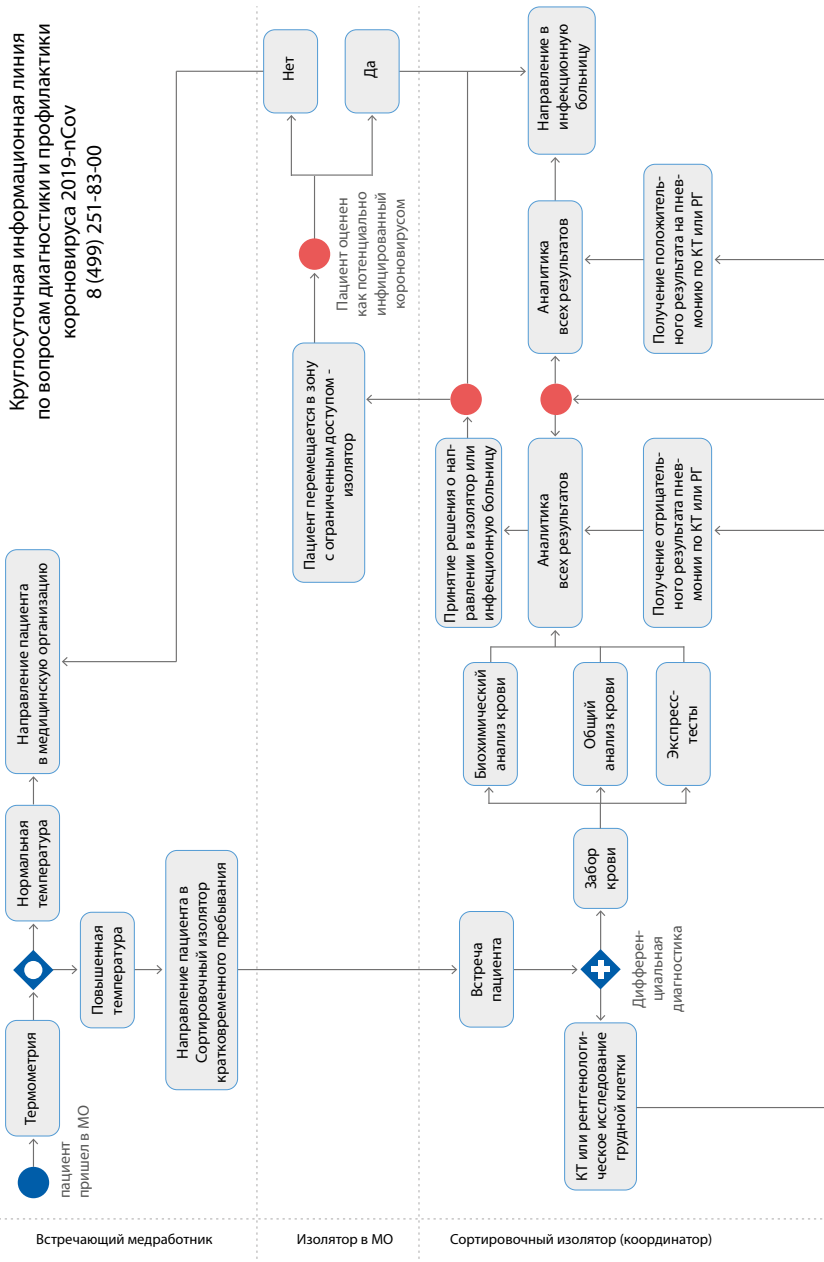 Круглосуточная информационная линия
по вопросам диагностики и профилактики
короновируса 2019-nCov
8 (499) 251-83-00
Встречающий медработник
пациент
пришел в МО
Термометрия
Нормальная
температура
Направление пациента
в медицинскую организацию
Повышенная
температура
Направление пациента в
Сортировочный изолятор
кратковременного пребывания
Изолятор в МО
Пациент перемещается в зону
с ограниченным доступом -
изолятор
Пациент оценен
как потенциально
инфицированный
короновирусом
Нет
Да
Сортировочный изолятор (координатор)
Встреча
пациента
Дифферен-
циальная
диагностика
КТ или рентгенологи-
ческое исследование
грудной клетки
Забор
крови
Биохимический
анализ крови
Общий
анализ крови
Экспресс-
тесты
Принятие решения о нап-
равлении в изолятор или
инфекционную больницу
Аналитика
всех результатов
Получение отрицатель-
ного результата пнев-
монии по КТ или РГ
Аналитика
всех результатов
Получение положитель-
ного результата на пнев-
монию по КТ или РГ
Направление в
инфекционную
больницу